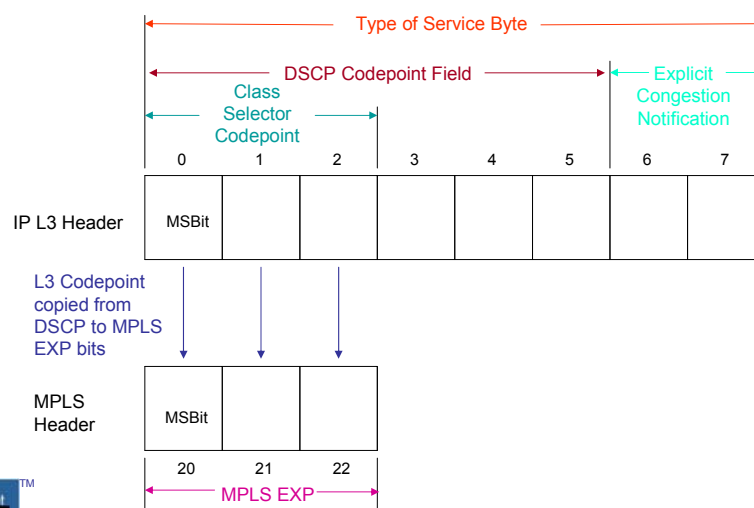 Type of Service Byte
DSCP Codepoint Field
Explicit
Congestion
Notification
Class
Selector
Codepoint
0 1 2 3 4 5 6 7
IP L3 Header
MSBit
L3 Codepoint
copied from
DSCP to MPLS
EXP bits
MPLS
Header
MSBit
20 21 22
MPLS EXP
TM